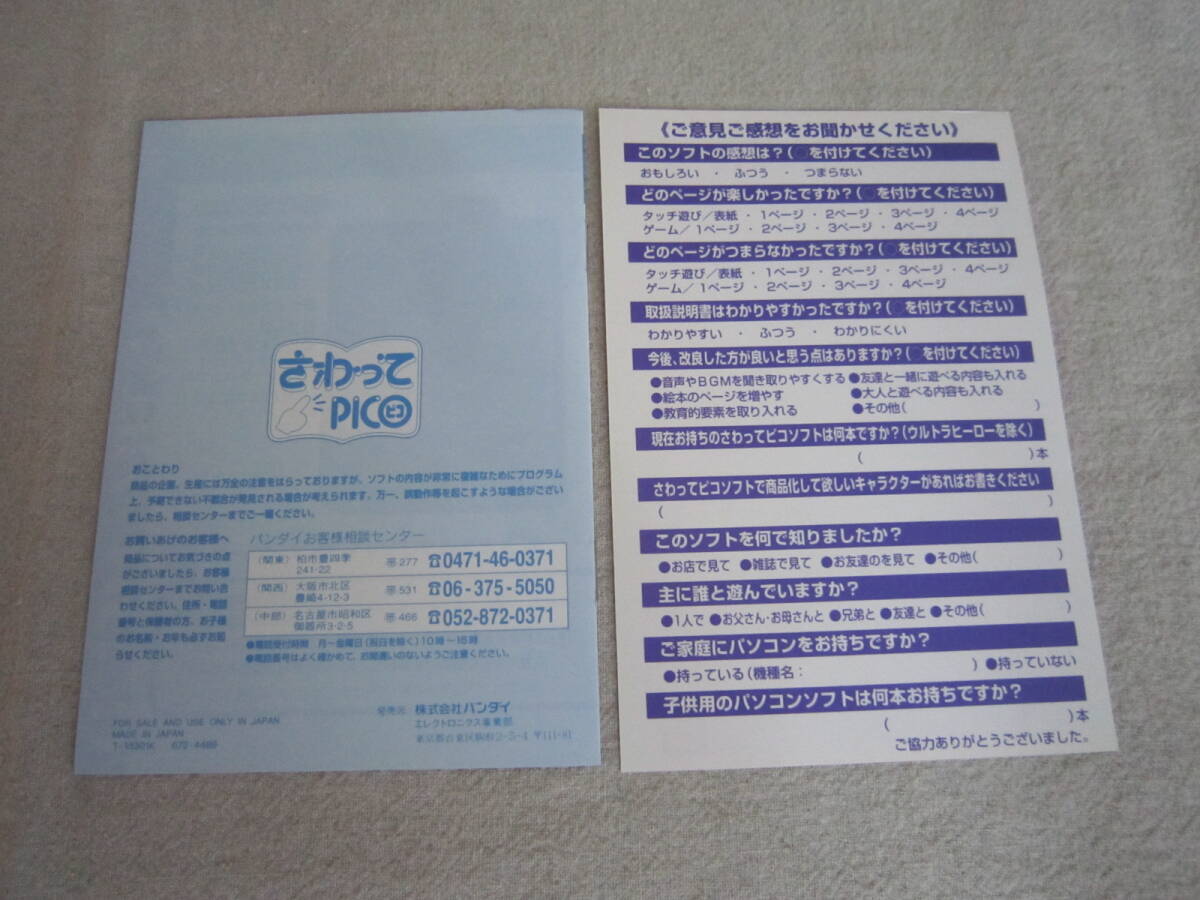 さわって
PICO ピコ
おことわり
商品の企画、生産には万全の注意をはらっておりますが、ソフトの内容が非常に複雑なためにプログラム
上、予期できない不都合が発見される場合が考えられます。万一、誤動作等を起こすような場合がござい
ましたら、相談センターまでご一報ください。
お買いあげのお客様へ
商品についてお気づきの点
がございましたら、お客様
相談センターまでお問い合
わせください。住所・電話
番号と保護者の方、お子様
のお名前・お年も必ずお知
らせください。
バンダイお客様相談センター
(関東) 柏市豊四季 241-22 〒277 ☎0471-46-0371
(関西) 大阪市北区 豊崎4-12-3 〒531 ☎06-375-5050
(中部) 名古屋市昭和区 御器所3-2-5 〒466 ☎052-872-0371
●電話受付時間 月〜金曜日(祝日を除く)10時〜16時
●電話番号はよく確かめて、お間違いのないようご注意ください。
発売元 株式会社バンダイ
エレクトロニクス事業部
東京都台東区駒形2-5-4 〒111-81
FOR SALE AND USE ONLY IN JAPAN
MADE IN JAPAN
《ご意見ご感想をお聞かせください》
このソフトの感想は?(●を付けてください)
おもしろい ・ ふつう ・ つまらない
どのページが楽しかったですか?(●を付けてください)
タッチ遊び/表紙 ・ 1ページ ・ 2ページ ・ 3ページ ・ 4ページ
ゲーム/ 1ページ ・ 2ページ ・ 3ページ ・ 4ページ
どのページがつまらなかったですか?(●を付けてください)
タッチ遊び/表紙 ・ 1ページ ・ 2ページ ・ 3ページ ・ 4ページ
ゲーム/ 1ページ ・ 2ページ ・ 3ページ ・ 4ページ
取扱説明書はわかりやすかったですか?(●を付けてください)
わかりやすい ・ ふつう ・ わかりにくい
今後、改良した方が良いと思う点はありますか?(●を付けてください)
●音声やBGMを聞き取りやすくする ●友達と一緒に遊べる内容も入れる
●絵本のページを増やす ●大人と遊べる内容も入れる
●教育的要素を取り入れる ●その他( )
現在お持ちのさわってピコソフトは何本ですか?(ウルトラヒーローを除く)
( )本
さわってピコソフトで商品化して欲しいキャラクターがあればお書きください
( )
このソフトを何で知りましたか?
●お店で見て ●雑誌で見て ●お友達のを見て ●その他( )
主に誰と遊んでいますか?
●1人で ●お父さん・お母さんと ●兄弟と ●友達と ●その他( )
ご家庭にパソコンをお持ちですか?
●持っている(機種名: ) ●持っていない
子供用のパソコンソフトは何本お持ちですか?
( )本
ご協力ありがとうございました。